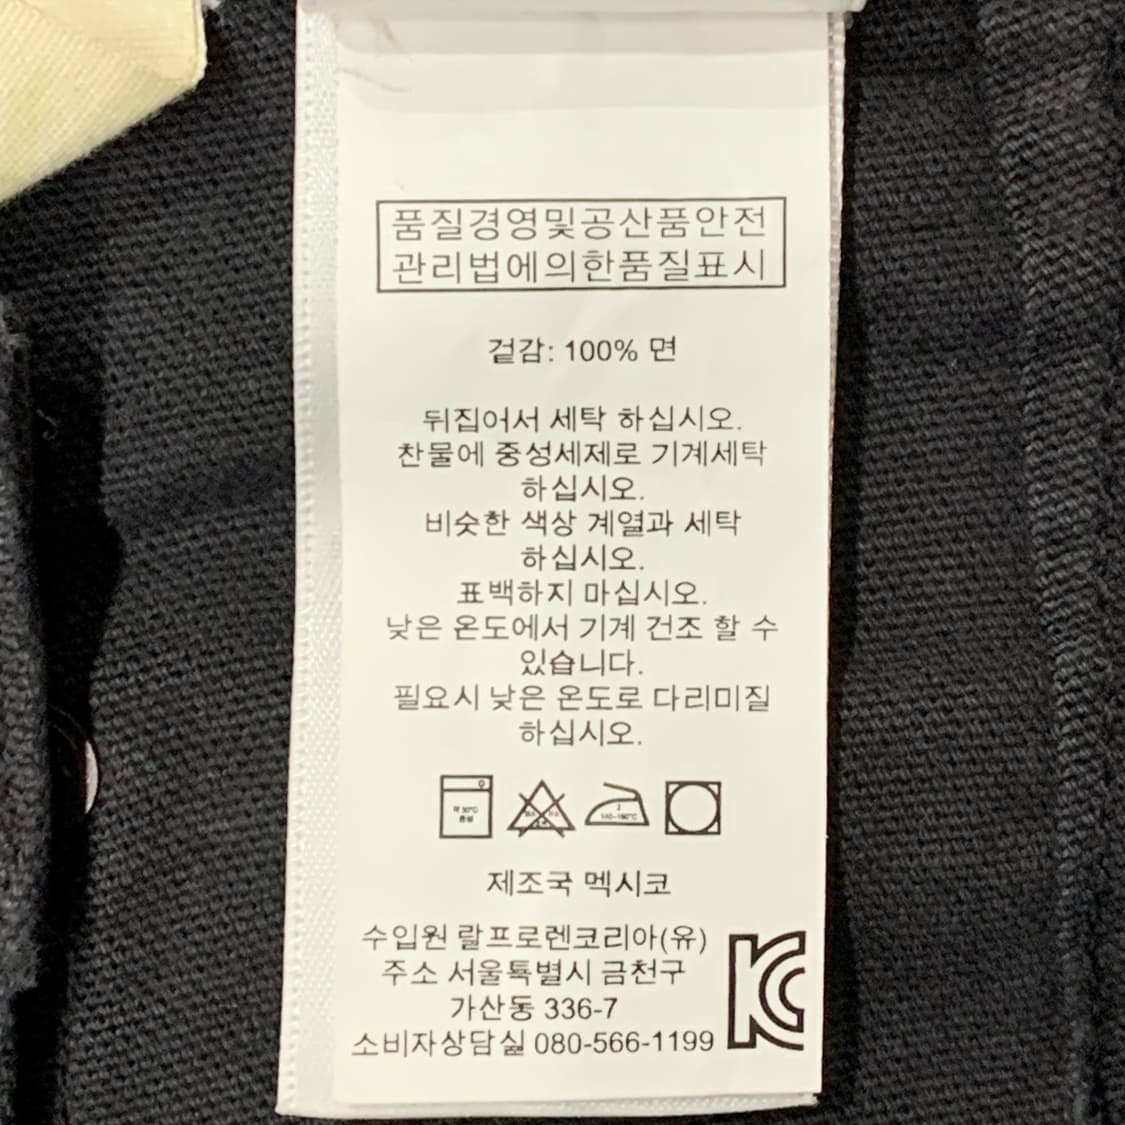 품질경영및공산품안전
관리법에의한품질표시
겉감: 100% 면
뒤집어서 세탁 하십시오.
찬물에 중성세제로 기계세탁
하십시오.
비슷한 색상 계열과 세탁
하십시오.
표백하지 마십시오.
낮은 온도에서 기계 건조 할 수
있습니다.
필요시 낮은 온도로 다리미질
하십시오.
약 30°C
중성
2
140~160°C
제조국 멕시코
수입원 랄프로렌코리아(유)
주소 서울특별시 금천구
가산동 336-7
소비자상담실 080-566-1199